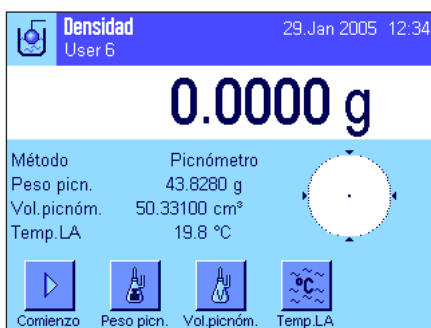 Densidad 29.Jan 2005 12:34
User 6
0.0000 g
Método Picnómetro
Peso picn. 43.8280 g
Vol.picnóm. 50.33100 cm³
Temp.LA 19.8 °C
°C
Comienzo Peso picn. Vol.picnóm. Temp.LA